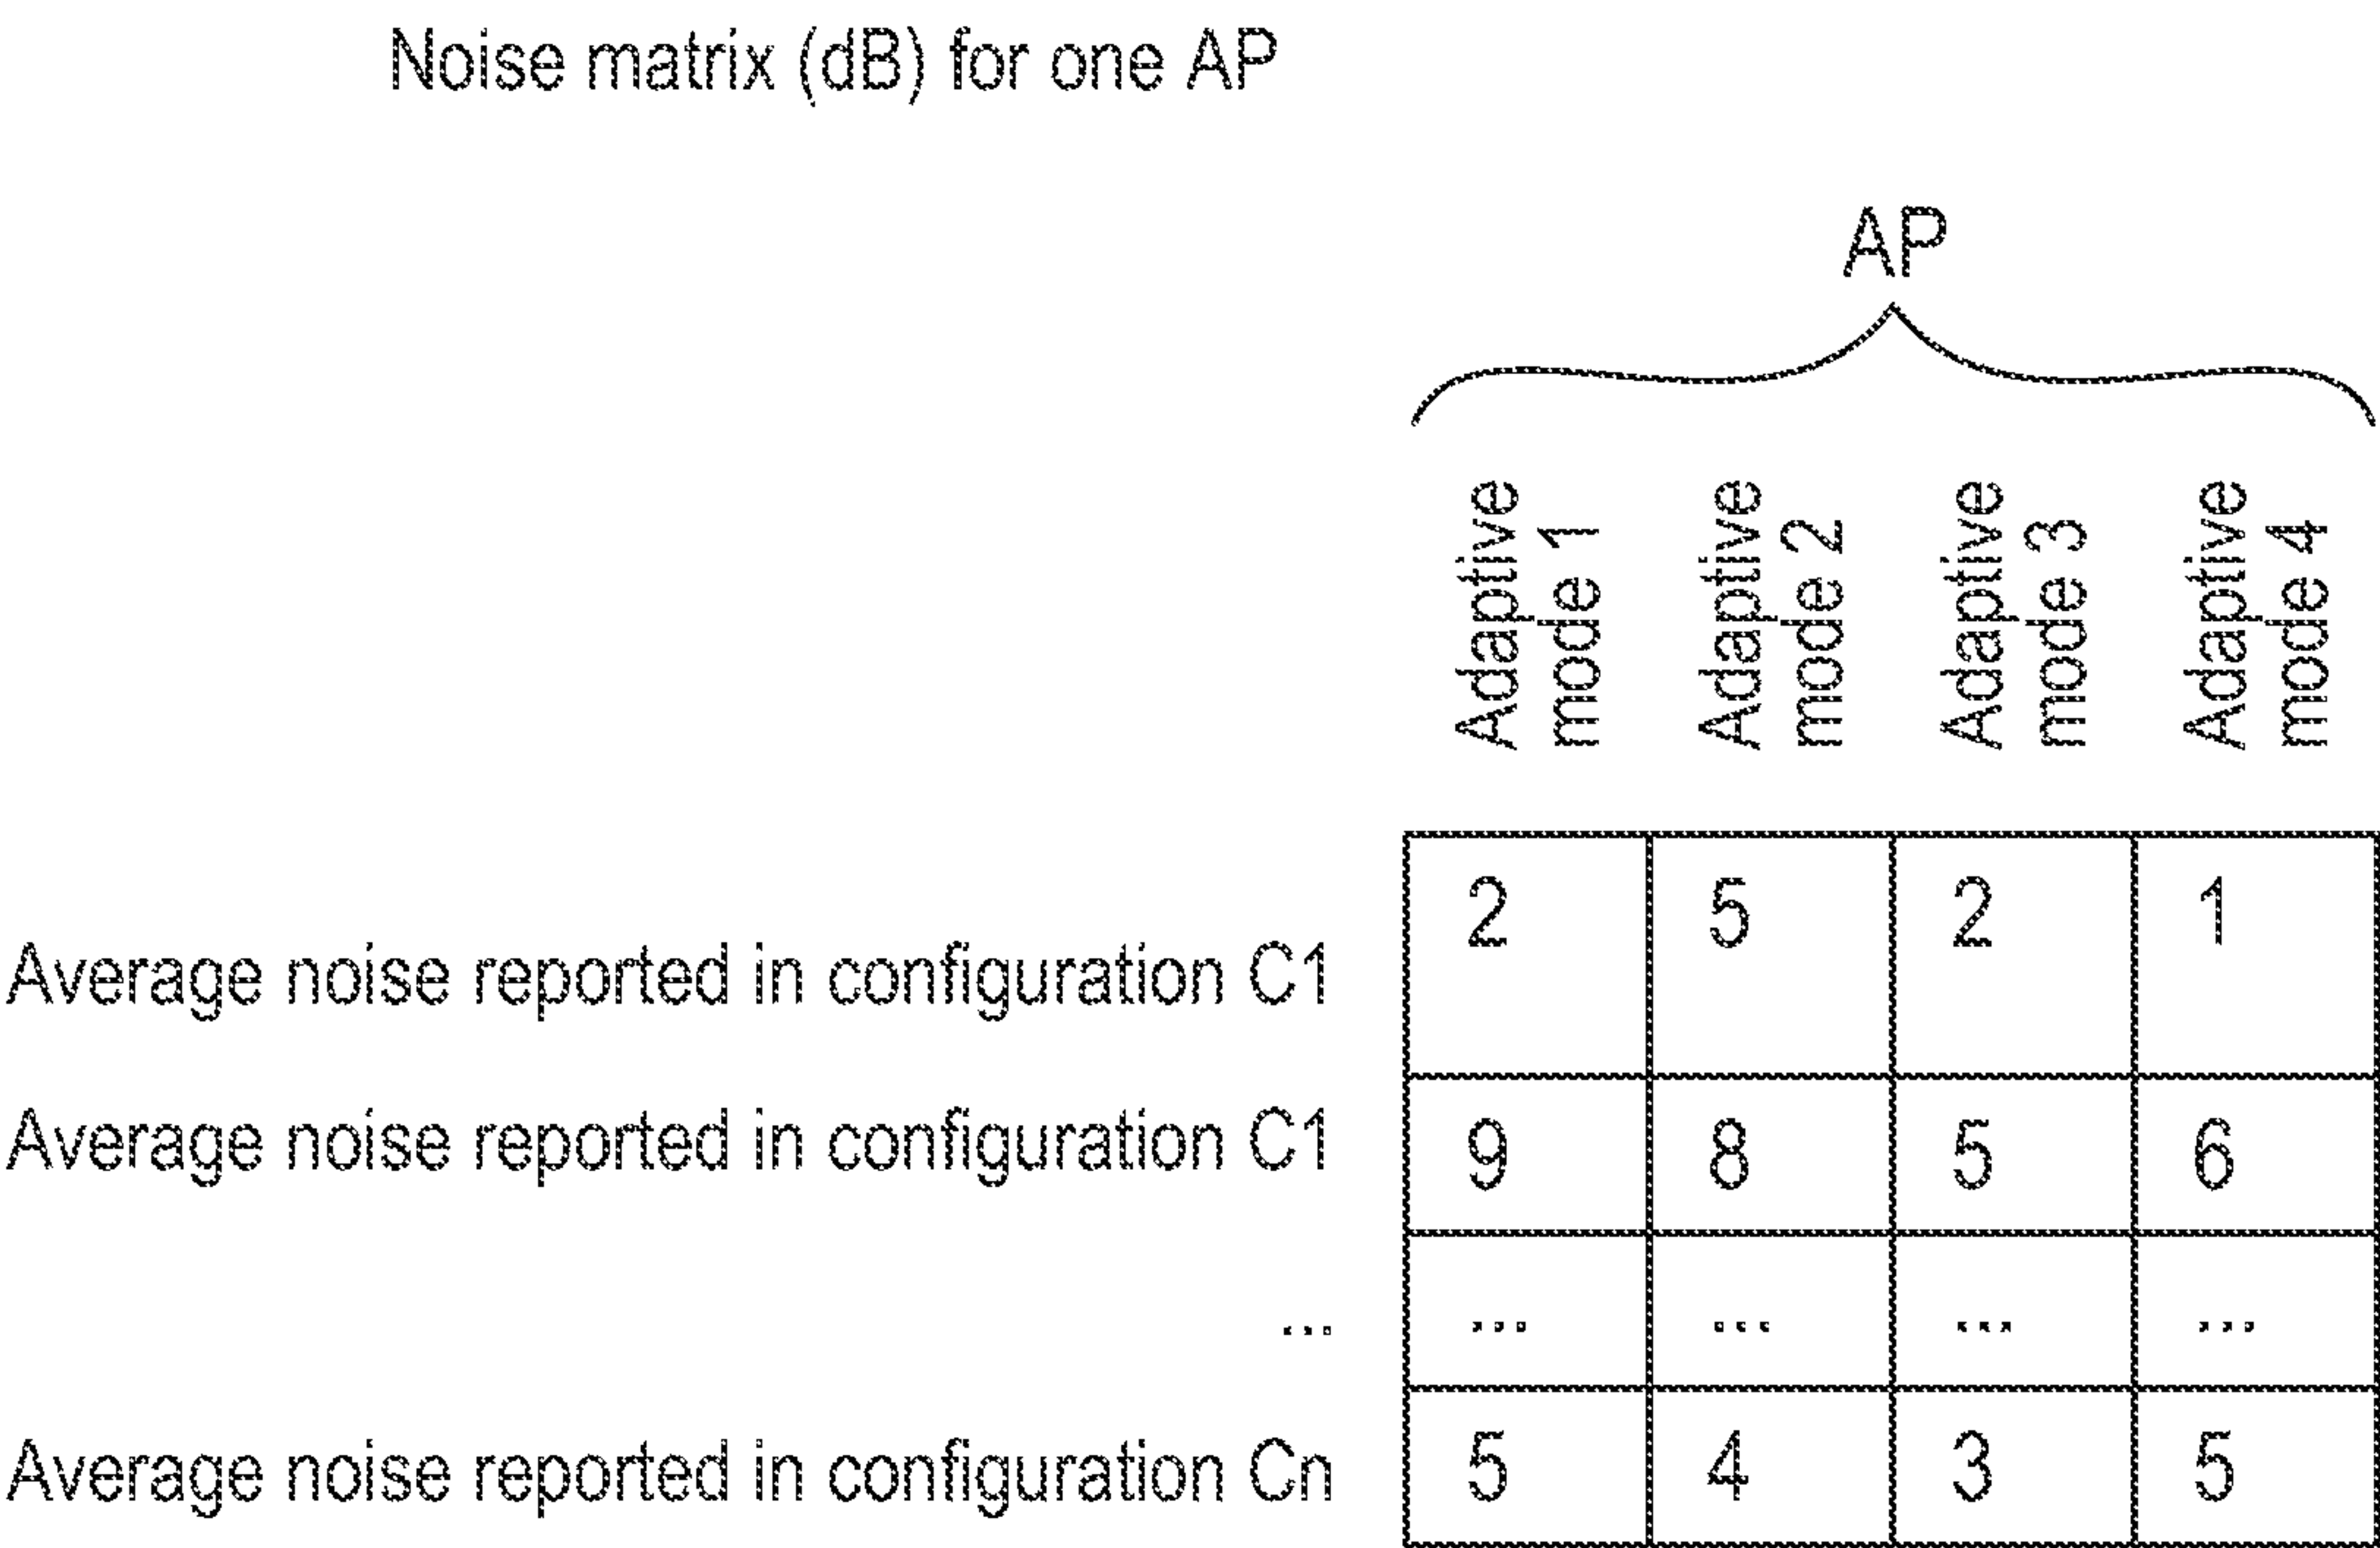 Noise matrix (dB) for one AP
AP
Adaptive
mode 1
Adaptive
mode 2
Adaptive
mode 3
Adaptive
mode 4
Average noise reported in configuration C1 2 5 2 1
Average noise reported in configuration C1 9 8 5 6
... ... ... ... ...
Average noise reported in configuration Cn 5 4 3 5